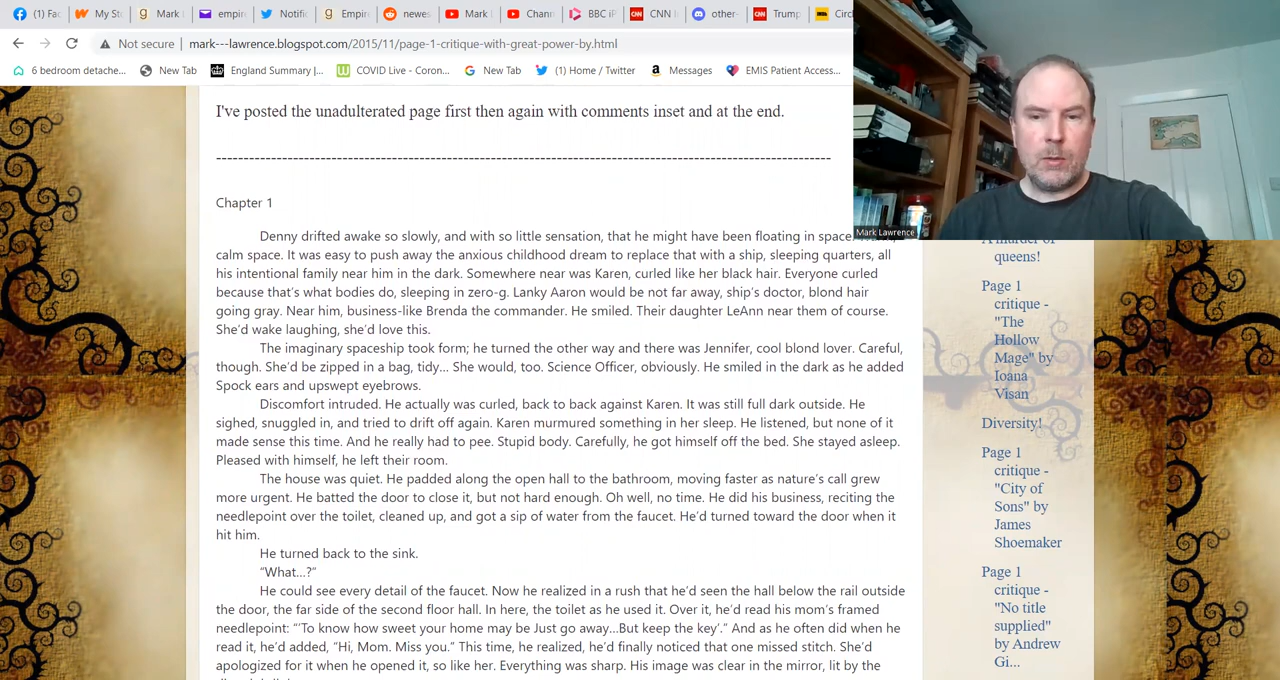 (1) Fac
My St
Mark
empire
Notific
Empire
newes
Mark L
Chann
BBC iP
CNN I
other-
Trump
Circl
Not secure | mark---lawrence.blogspot.com/2015/11/page-1-critique-with-great-power-by.html
6 bedroom detache...
New Tab
England Summary |...
COVID Live - Coron...
New Tab
(1) Home / Twitter
Messages
EMIS Patient Access...
I've posted the unadulterated page first then again with comments inset and at the end.
Chapter 1
Denny drifted awake so slowly, and with so little sensation, that he might have been floating in space.
calm space. It was easy to push away the anxious childhood dream to replace that with a ship, sleeping quarters, all
his intentional family near him in the dark. Somewhere near was Karen, curled like her black hair. Everyone curled
because that's what bodies do, sleeping in zero-g. Lanky Aaron would be not far away, ship's doctor, blond hair
going gray. Near him, business-like Brenda the commander. He smiled. Their daughter LeAnn near them of course.
She'd wake laughing, she'd love this.
The imaginary spaceship took form; he turned the other way and there was Jennifer, cool blond lover. Careful,
though. She'd be zipped in a bag, tidy... She would, too. Science Officer, obviously. He smiled in the dark as he added
Spock ears and upswept eyebrows.
Discomfort intruded. He actually was curled, back to back against Karen. It was still full dark outside. He
sighed, snuggled in, and tried to drift off again. Karen murmured something in her sleep. He listened, but none of it
made sense this time. And he really had to pee. Stupid body. Carefully, he got himself off the bed. She stayed asleep.
Pleased with himself, he left their room.
The house was quiet. He padded along the open hall to the bathroom, moving faster as nature's call grew
more urgent. He batted the door to close it, but not hard enough. Oh well, no time. He did his business, reciting the
needlepoint over the toilet, cleaned up, and got a sip of water from the faucet. He'd turned toward the door when it
hit him.
He turned back to the sink.
"What...?"
He could see every detail of the faucet. Now he realized in a rush that he'd seen the hall below the rail outside
the door, the far side of the second floor hall. In here, the toilet as he used it. Over it, he'd read his mom's framed
needlepoint: "'To know how sweet your home may be Just go away...But keep the key'." And as he often did when he
read it, he'd added, "Hi, Mom. Miss you." This time, he realized, he'd finally noticed that one missed stitch. She'd
apologized for it when he opened it, so like her. Everything was sharp. His image was clear in the mirror, lit by the
Mark Lawrence
A murder of
queens!
Page 1
critique -
"The
Hollow
Mage" by
Ioana
Visan
Diversity!
Page 1
critique -
"City of
Sons" by
James
Shoemaker
Page 1
critique -
"No title
supplied"
by Andrew
Gi...